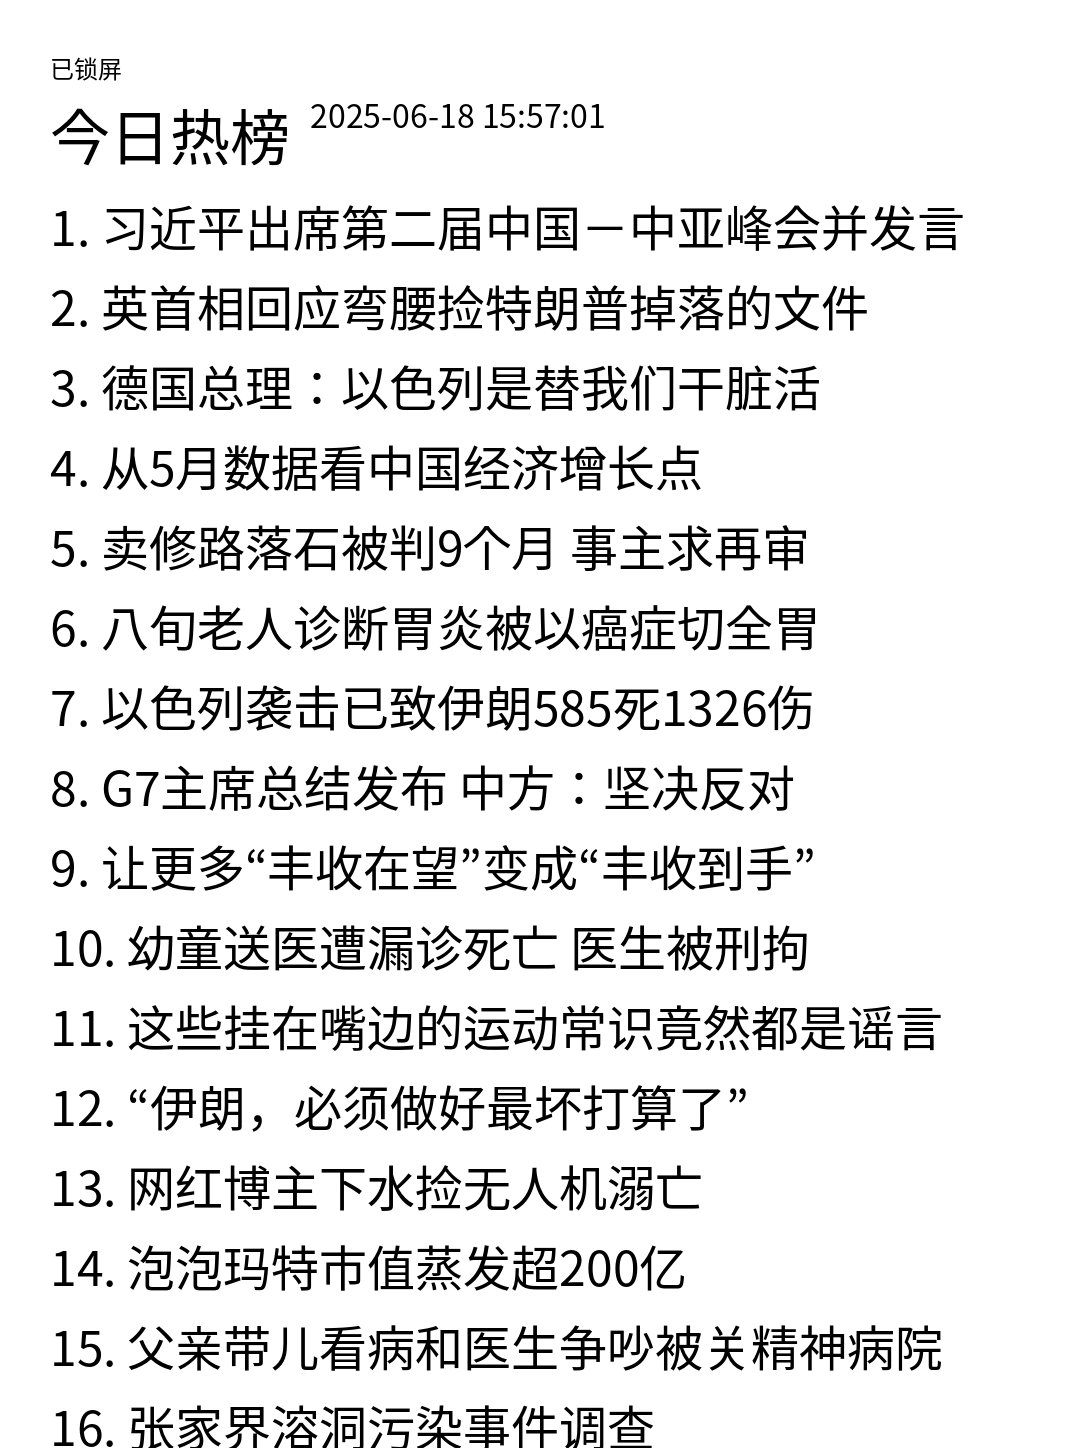 已锁屏
今日热榜 2025-06-18 15:57:01
1. 习近平出席第二届中国－中亚峰会并发言
2. 英首相回应弯腰捡特朗普掉落的文件
3. 德国总理：以色列是替我们干脏活
4. 从5月数据看中国经济增长点
5. 卖修路落石被判9个月 事主求再审
6. 八旬老人诊断胃炎被以癌症切全胃
7. 以色列袭击已致伊朗585死1326伤
8. G7主席总结发布 中方：坚决反对
9. 让更多“丰收在望”变成“丰收到手”
10. 幼童送医遭漏诊死亡 医生被刑拘
11. 这些挂在嘴边的运动常识竟然都是谣言
12. “伊朗，必须做好最坏打算了”
13. 网红博主下水捡无人机溺亡
14. 泡泡玛特市值蒸发超200亿
15. 父亲带儿看病和医生争吵被关精神病院
16. 张家界溶洞污染事件调查